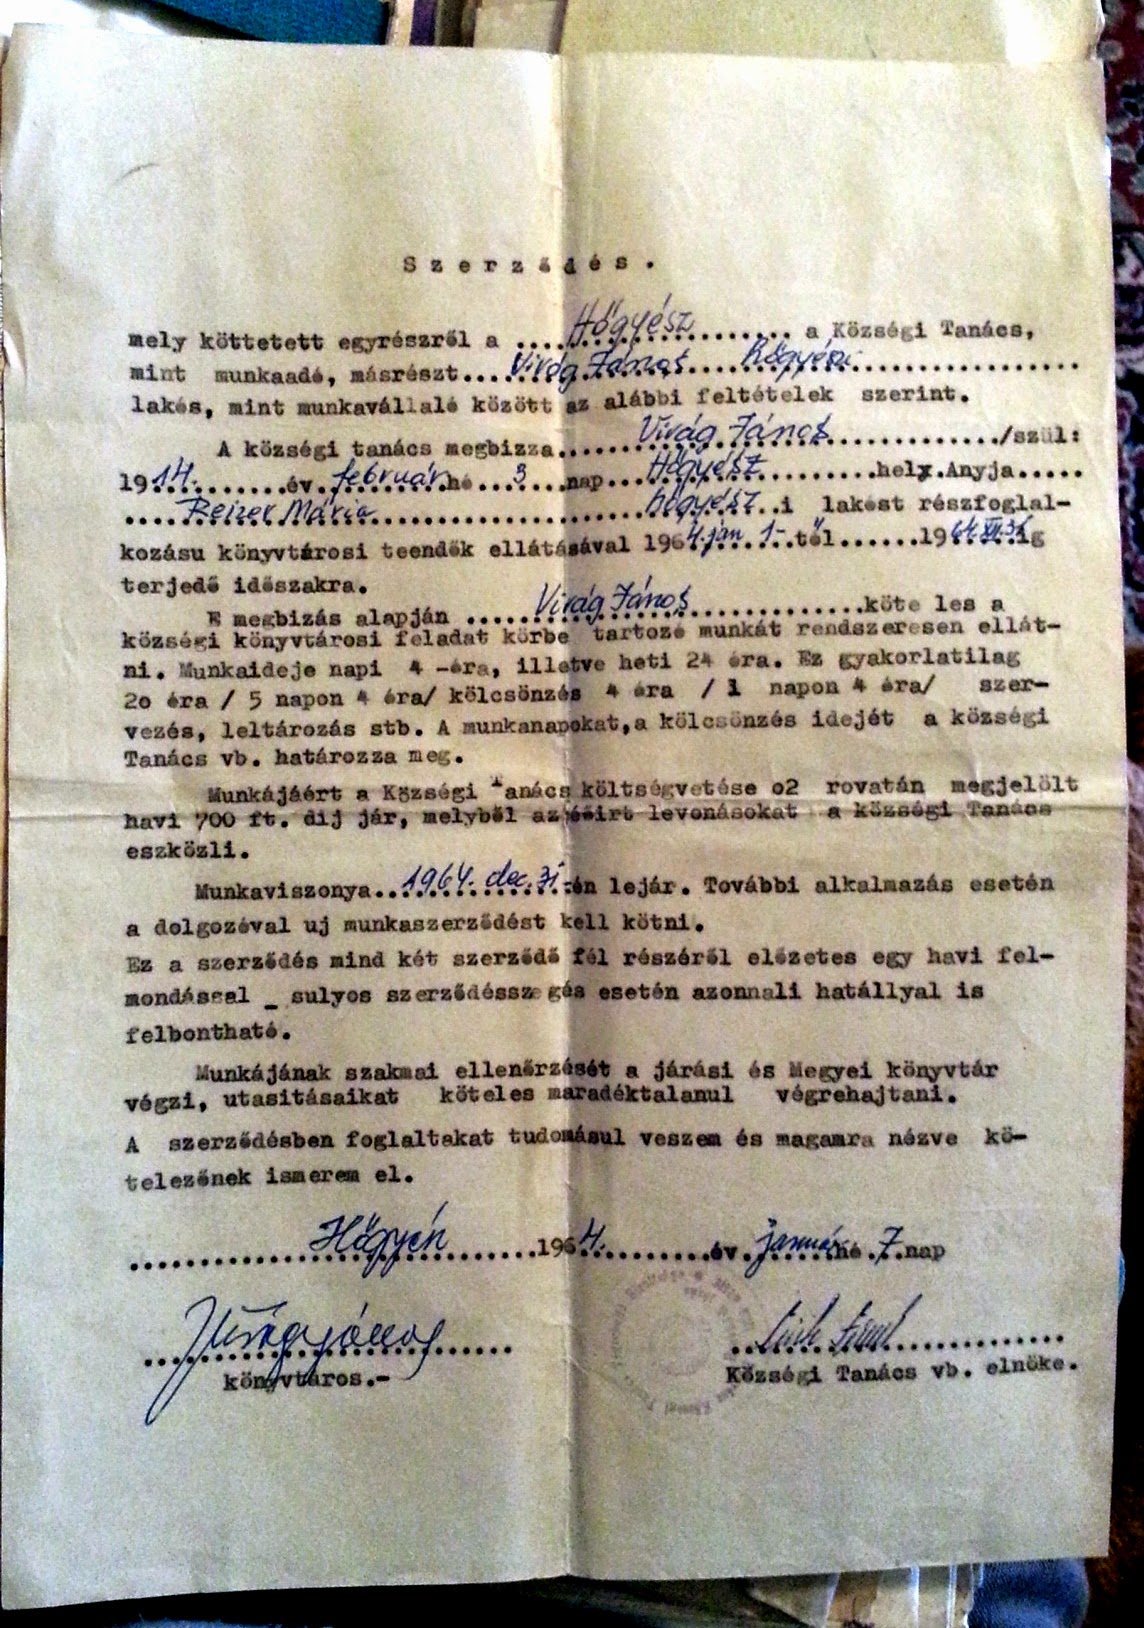 Szerződés.
mely köttetett egyrészről a ... Hőgyész ........ a Községi Tanács,
mint munkaadó, másrészt.... Virág János ..... hőgyészi ..................
lakos, mint munkavállaló között az alábbi feltételek szerint.
A községi tanács megbizza...... Virág János ............./szül:
1914. ........év. február hó...3...nap... Hőgyész ..........hely.Anyja.....
.... Reizer Mária ...................... hőgyész..i lakost részfoglal-
kozásu könyvtárosi teendők ellátásával 1964. jan. 1-től......1964. XII. 31 ig
terjedő időszakra.
E megbizás alapján ...... Virág János .............köte les a
községi könyvtárosi feladat körbe tartozó munkát rendszeresen ellát-
ni. Munkaideje napi 4 -óra, illetve heti 24 óra. Ez gyakorlatilag
2o óra / 5 napon 4 óra/ kölcsönzés 4 óra / 1 napon 4 óra/ szer-
vezés, leltározás stb. A munkanapokat,a kölcsönzés idejét a községi
Tanács vb. határozza meg.
Munkájáért a Községi Tanács költségvetése o2 rovatán megjelölt
havi 700 ft. díj jár, melyből az előirt levonásokat a községi Tanács
eszközli.
Munkaviszonya.. 1964. dec. 31-én lejár. További alkalmazás esetén
a dolgozóval uj munkaszerződést kell kötni.
Ez a szerződés mind két szerződő fél részéről előzetes egy havi fel-
mondással _ sulyos szerződésszegés esetén azonnali hatállyal is
felbontható.
Munkájának szakmai ellenőrzését a járási és Megyei könyvtár
végzi, utasitásaikat köteles maradéktalanul végrehajtani.
A szerződésben foglaltakat tudomásul veszem és magamra nézve kö-
telezőnek ismerem el.
.......... Hőgyén .......1964. .........év. január hó .7.nap
Virág János
könyvtáros.-
Községi Tanács vb. elnöke.